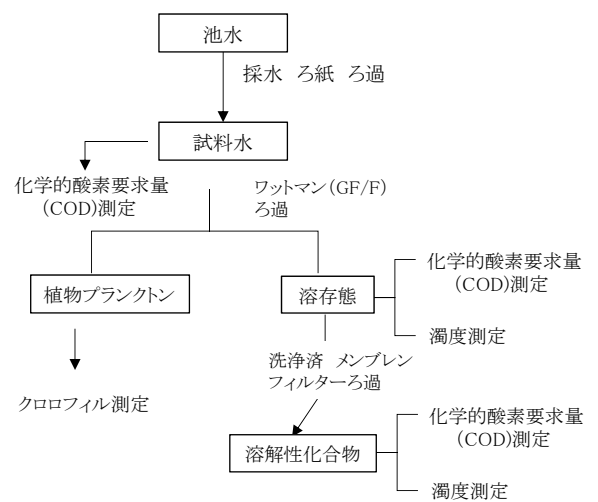 池水
採水 ろ紙 ろ過
試料水
化学的酸素要求量
(COD)測定
ワットマン(GF/F)
ろ過
植物プランクトン
溶存態
化学的酸素要求量
(COD)測定
濁度測定
洗浄済 メンブレン
フィルターろ過
クロロフィル測定
溶解性化合物
化学的酸素要求量
(COD)測定
濁度測定